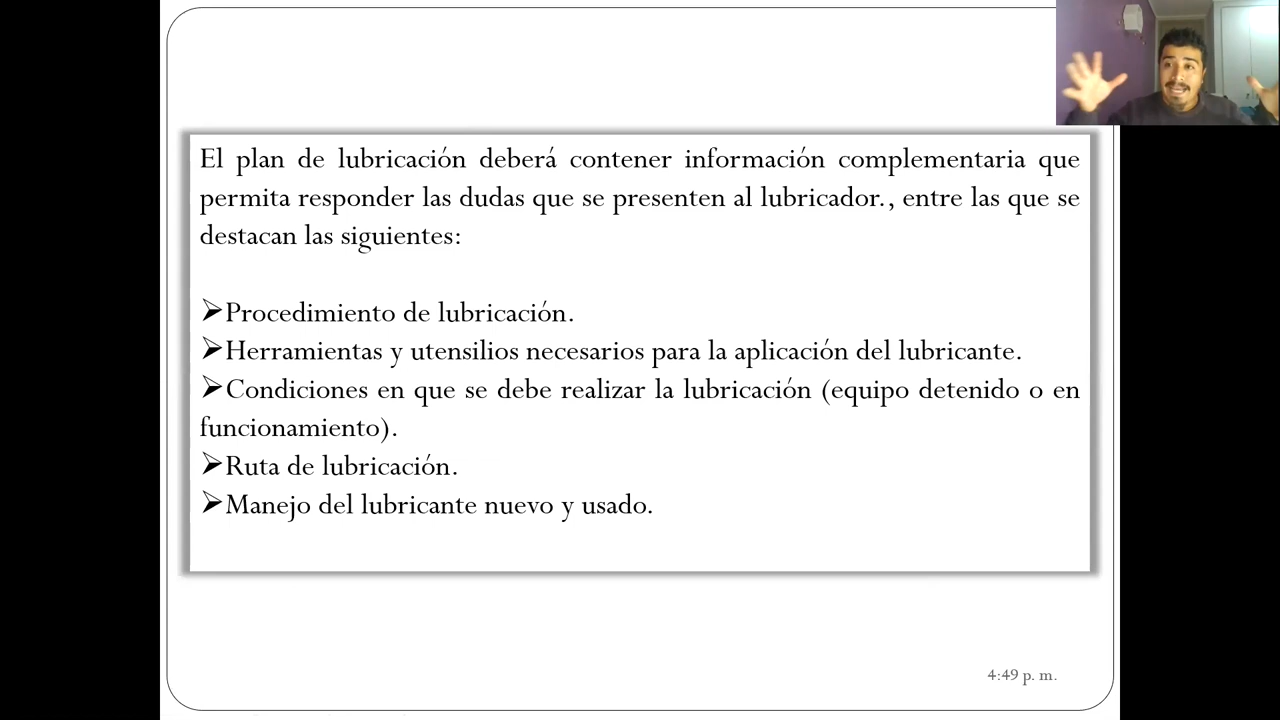 El plan de lubricación deberá contener información complementaria que
permita responder las dudas que se presenten al lubricador., entre las que se
destacan las siguientes:
➢Procedimiento de lubricación.
➢Herramientas y utensilios necesarios para la aplicación del lubricante.
➢Condiciones en que se debe realizar la lubricación (equipo detenido o en
funcionamiento).
➢Ruta de lubricación.
➢Manejo del lubricante nuevo y usado.
4:49 p. m.